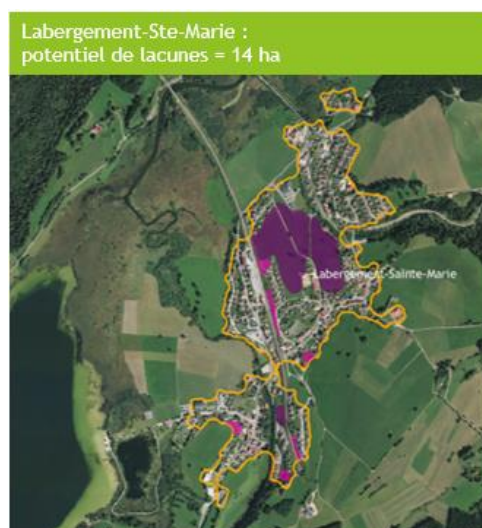 Labergement-Ste-Marie :
potentiel de lacunes = 14 ha
Labergement-Sainte-Marie